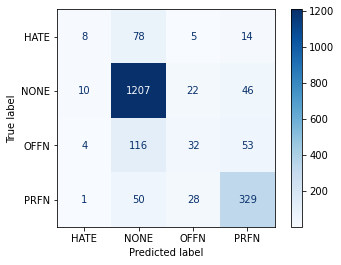 HATE 8 78 5 14
NONE 10 1207 22 46
OFFN 4 116 32 53
PRFN 1 50 28 329
HATE NONE OFFN PRFN
Predicted label
True label
1200
1000
800
600
400
200